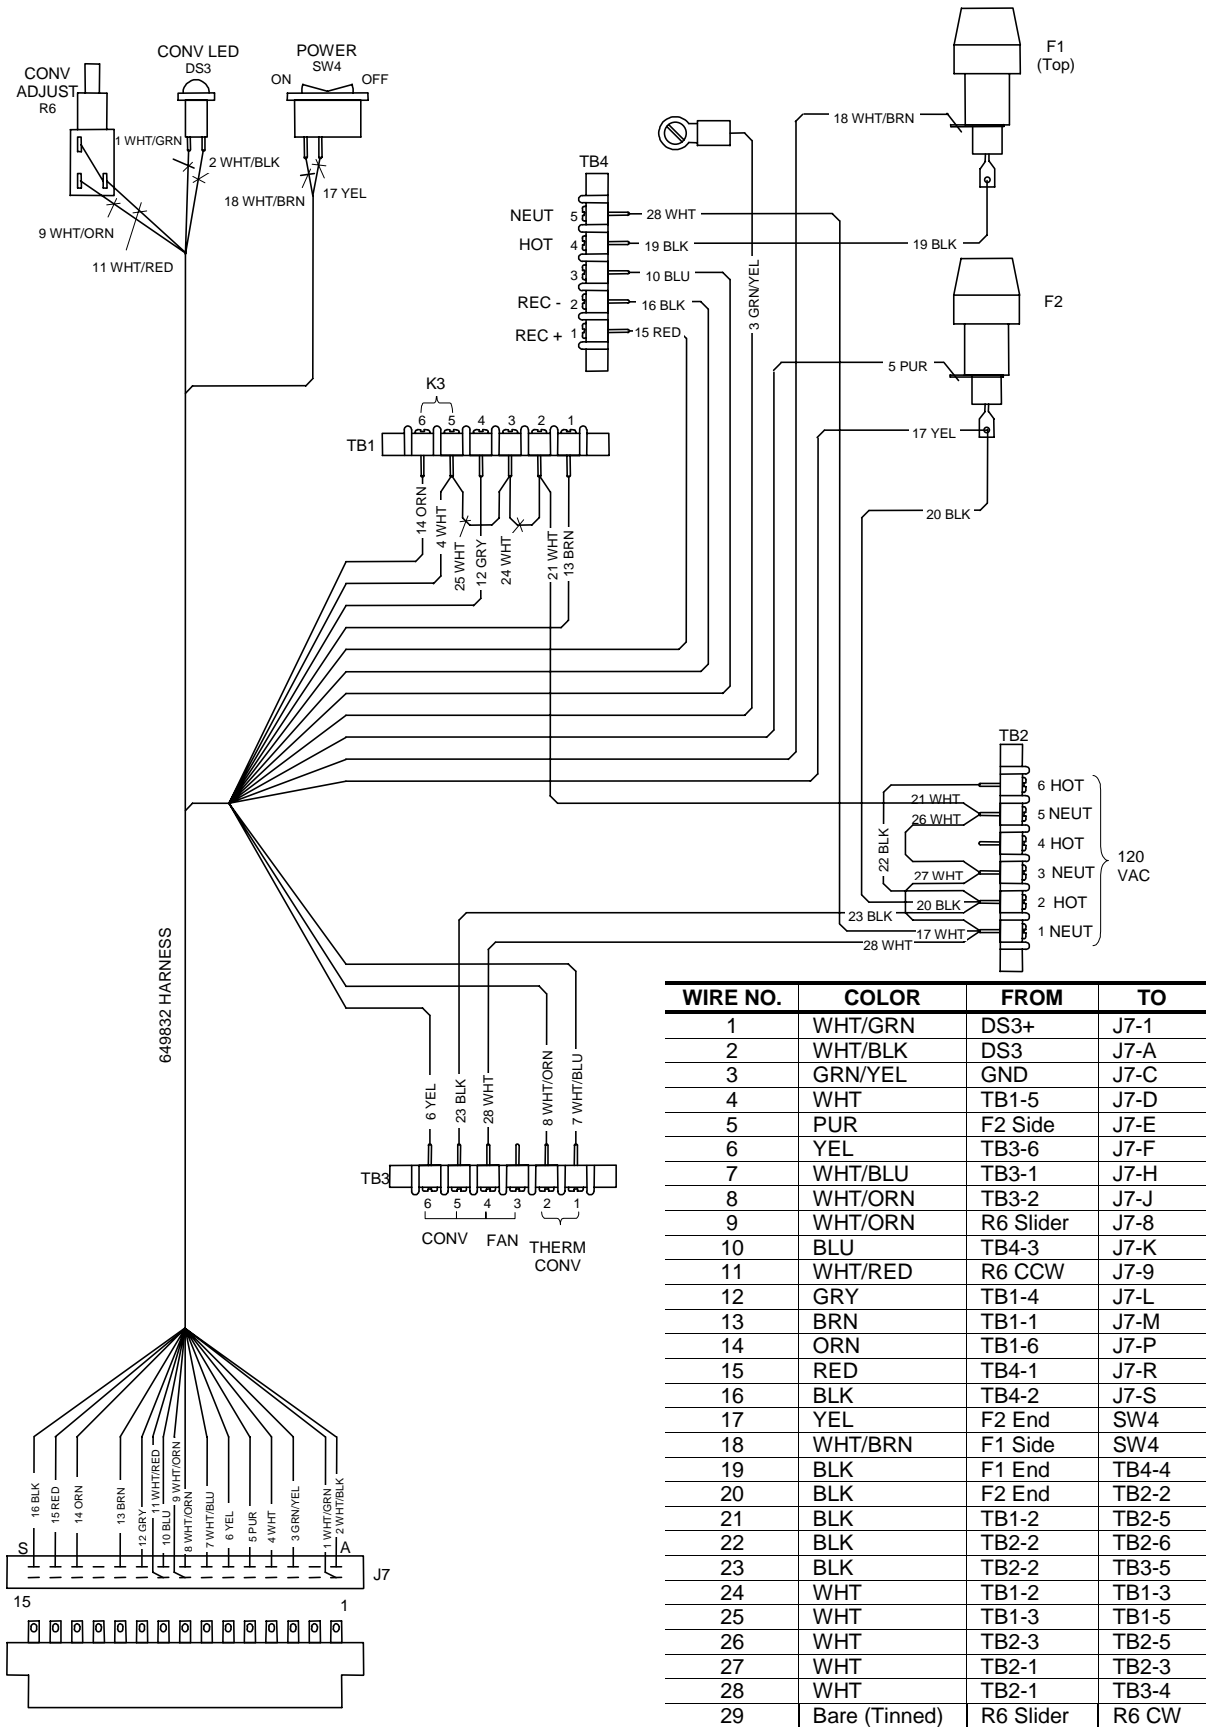 CONV LED
DS3
POWER
SW4
ON
OFF
CONV
ADJUST
R6
1 WHT/GRN
2 WHT/BLK
17 YEL
18 WHT/BRN
9 WHT/ORN
11 WHT/RED
F1
(Top)
18 WHT/BRN
19 BLK
TB4
NEUT 5 28 WHT
HOT 4 19 BLK
3 10 BLU
REC - 2 16 BLK
REC + 1 15 RED
3 GRN/YEL
F2
5 PUR
17 YEL
20 BLK
K3
TB1
6 5 4 3 2 1
14 ORN
4 WHT
25 WHT
12 GRY
24 WHT
21 WHT
13 BRN
TB2
6 HOT
5 NEUT
4 HOT
3 NEUT
2 HOT
1 NEUT
120
VAC
21 WHT
26 WHT
22 BLK
27 WHT
20 BLK
23 BLK
17 WHT
28 WHT
649832 HARNESS
6 YEL
23 BLK
28 WHT
8 WHT/ORN
7 WHT/BLU
TB3
6 5 4 3 2 1
CONV
FAN
THERM
CONV
16 BLK
15 RED
14 ORN
13 BRN
12 GRY
11 WHT/RED
10 BLU
9 WHT/ORN
8 WHT/ORN
7 WHT/BLU
6 YEL
5 PUR
4 WHT
3 GRN/YEL
1 WHT/GRN
2 WHT/BLK
S
A
J7
15
1
WIRE NO. COLOR FROM TO
1 WHT/GRN DS3+ J7-1
2 WHT/BLK DS3 J7-A
3 GRN/YEL GND J7-C
4 WHT TB1-5 J7-D
5 PUR F2 Side J7-E
6 YEL TB3-6 J7-F
7 WHT/BLU TB3-1 J7-H
8 WHT/ORN TB3-2 J7-J
9 WHT/ORN R6 Slider J7-8
10 BLU TB4-3 J7-K
11 WHT/RED R6 CCW J7-9
12 GRY TB1-4 J7-L
13 BRN TB1-1 J7-M
14 ORN TB1-6 J7-P
15 RED TB4-1 J7-R
16 BLK TB4-2 J7-S
17 YEL F2 End SW4
18 WHT/BRN F1 Side SW4
19 BLK F1 End TB4-4
20 BLK F2 End TB2-2
21 BLK TB1-2 TB2-5
22 BLK TB2-2 TB2-6
23 BLK TB2-2 TB3-5
24 WHT TB1-2 TB1-3
25 WHT TB1-3 TB1-5
26 WHT TB2-3 TB2-5
27 WHT TB2-1 TB2-3
28 WHT TB2-1 TB3-4
29 Bare (Tinned) R6 Slider R6 CW